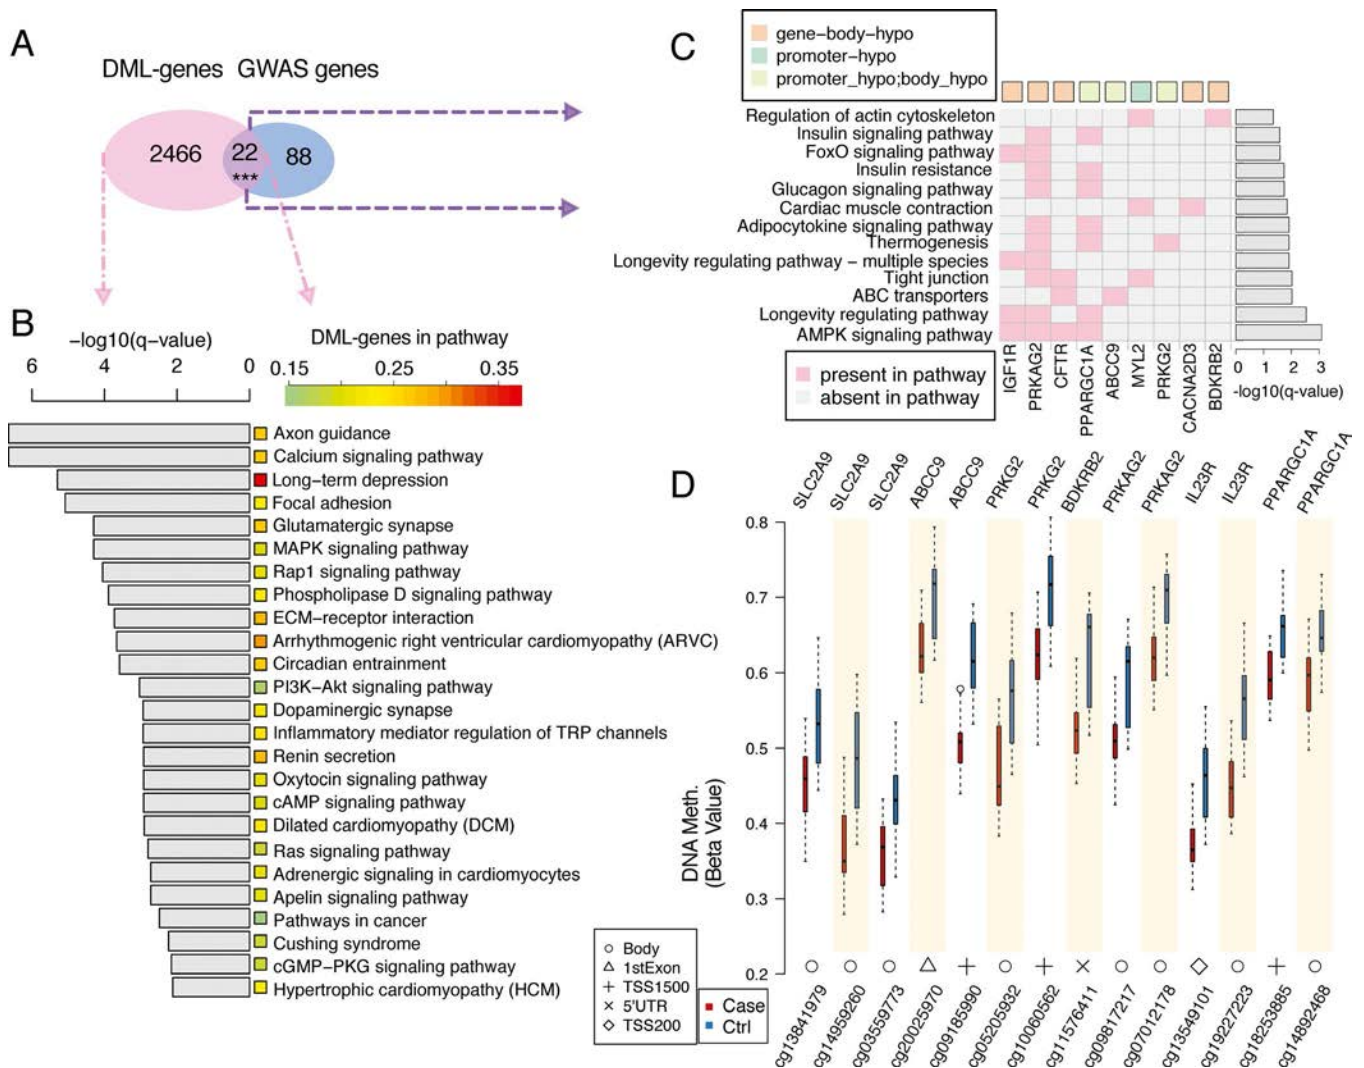 A
DML-genes GWAS genes
2466 22 88
***
B
-log10(q-value)
6 4 2 0
DML-genes in pathway
0.15 0.25 0.35
Axon guidance
Calcium signaling pathway
Long-term depression
Focal adhesion
Glutamatergic synapse
MAPK signaling pathway
Rap1 signaling pathway
Phospholipase D signaling pathway
ECM-receptor interaction
Arrhythmogenic right ventricular cardiomyopathy (ARVC)
Circadian entrainment
PI3K-Akt signaling pathway
Dopaminergic synapse
Inflammatory mediator regulation of TRP channels
Renin secretion
Oxytocin signaling pathway
cAMP signaling pathway
Dilated cardiomyopathy (DCM)
Ras signaling pathway
Adrenergic signaling in cardiomyocytes
Apelin signaling pathway
Pathways in cancer
Cushing syndrome
cGMP-PKG signaling pathway
Hypertrophic cardiomyopathy (HCM)
C
gene-body-hypo
promoter-hypo
promoter_hypo;body_hypo
Regulation of actin cytoskeleton
Insulin signaling pathway
FoxO signaling pathway
Insulin resistance
Glucagon signaling pathway
Cardiac muscle contraction
Adipocytokine signaling pathway
Thermogenesis
Longevity regulating pathway - multiple species
Tight junction
ABC transporters
Longevity regulating pathway
AMPK signaling pathway
present in pathway
absent in pathway
IGF1R
PRKAG2
CFTR
PPARGC1A
ABCC9
MYL2
PRKG2
CACNA2D3
BDKRB2
0 1 2 3
-log10(q-value)
D
SLC2A9
SLC2A9
SLC2A9
ABCC9
ABCC9
PRKG2
PRKG2
BDKRB2
PRKAG2
PRKAG2
IL23R
IL23R
PPARGC1A
PPARGC1A
DNA Meth.
(Beta Value)
0.8
0.7
0.6
0.5
0.4
0.3
0.2
Body
1stExon
TSS1500
5'UTR
TSS200
Case
Ctrl
cg13841979
cg14959260
cg03559773
cg20025970
cg09185990
cg05205932
cg10060562
cg11576411
cg09817217
cg07012178
cg13549101
cg19227223
cg18253885
cg14892468